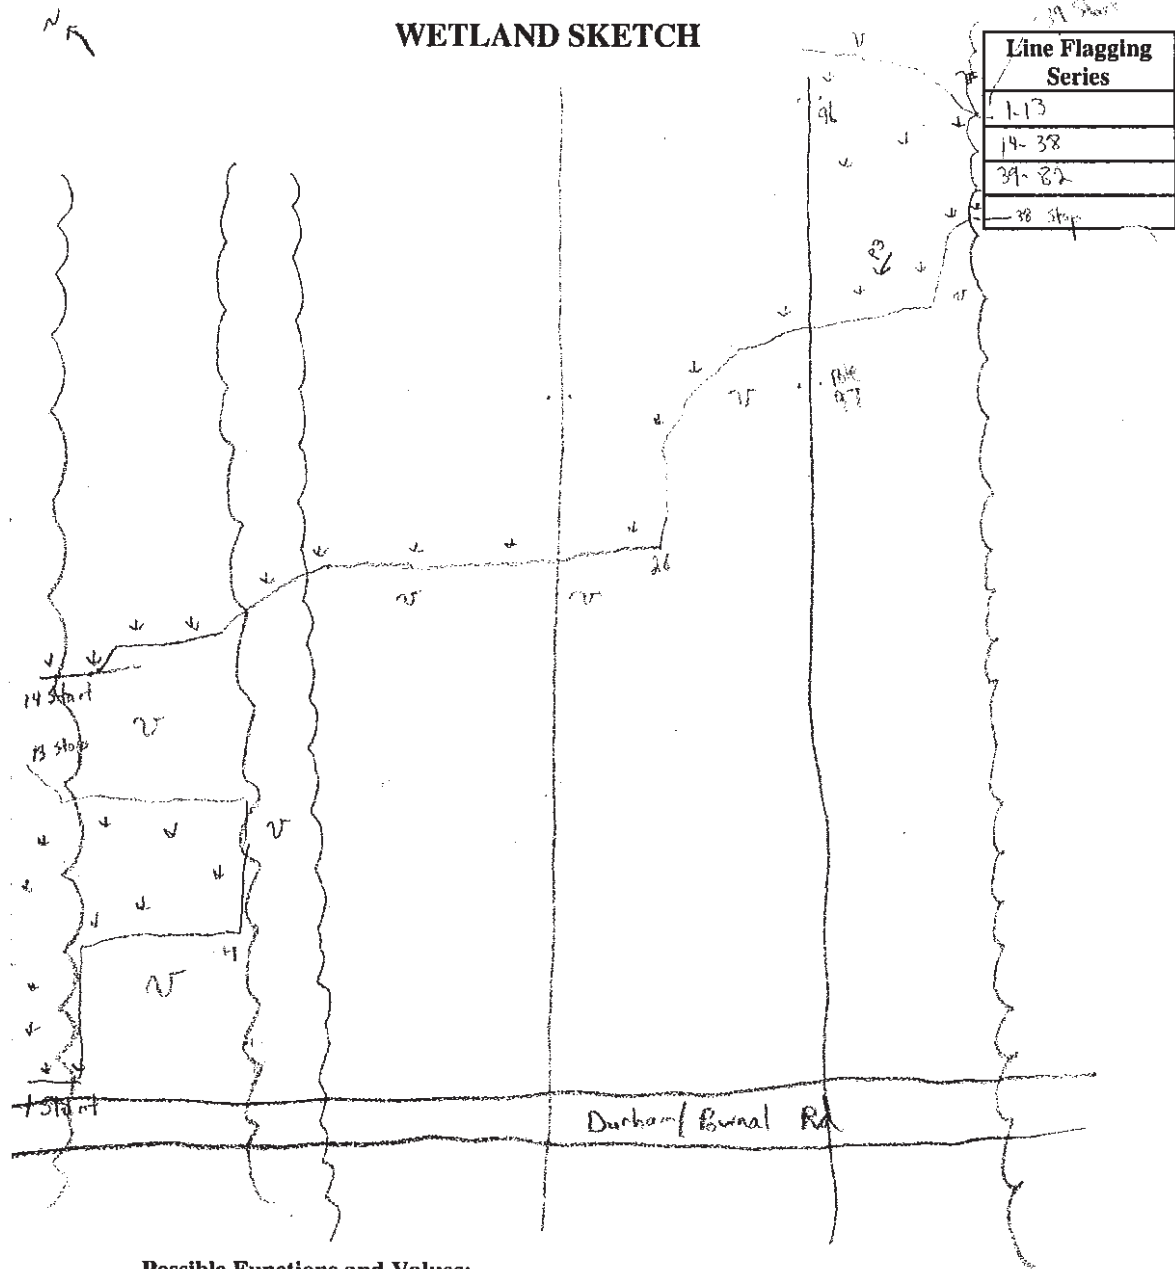 N
WETLAND SKETCH
39 Start
Line Flagging
Series
1-13
14-38
39-82
38 Stop
V
96
P3
V
Pole
97
V
26
V
V
14 Start
V
13 Stop
V
V
1 Start
Durham/Pownal Rd
Possible Functions and Values: